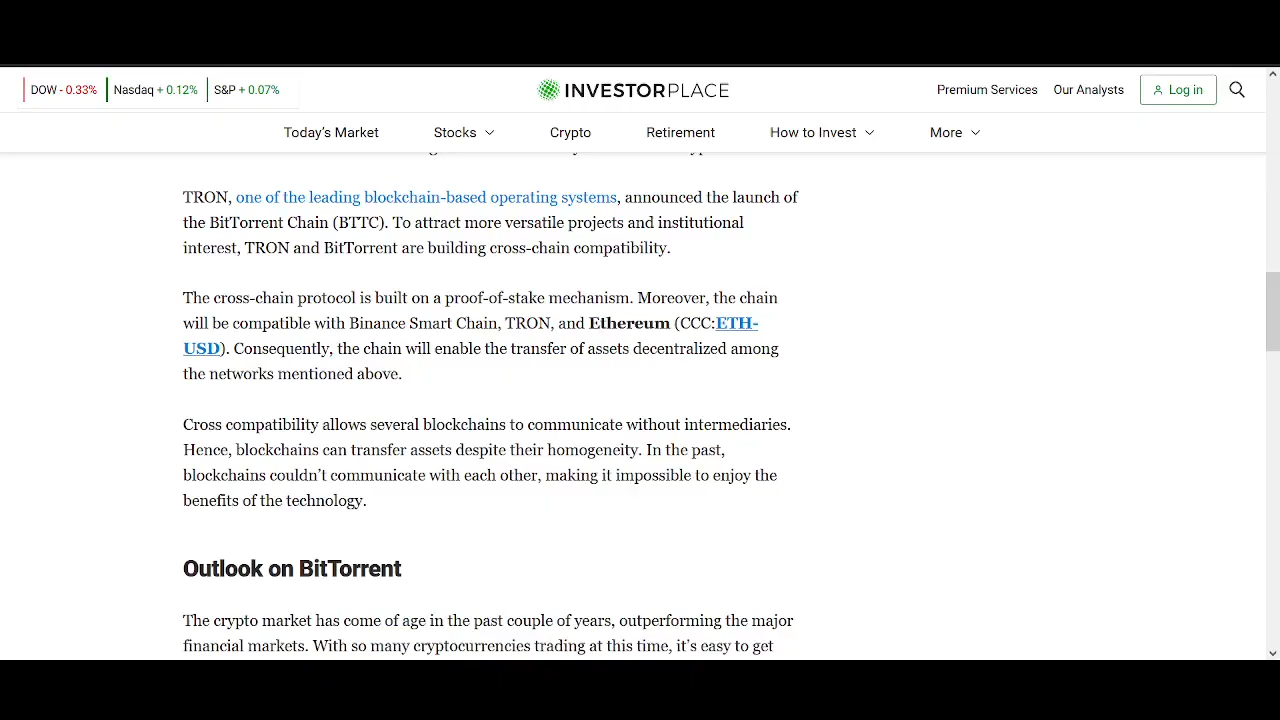 DOW - 0.33%
Nasdaq + 0.12%
S&P + 0.07%
INVESTORPLACE
Premium Services
Our Analysts
Log in
Today's Market
Stocks
Crypto
Retirement
How to Invest
More
TRON, one of the leading blockchain-based operating systems, announced the launch of
the BitTorrent Chain (BTTC). To attract more versatile projects and institutional
interest, TRON and BitTorrent are building cross-chain compatibility.
The cross-chain protocol is built on a proof-of-stake mechanism. Moreover, the chain
will be compatible with Binance Smart Chain, TRON, and Ethereum (CCC:ETH-
USD). Consequently, the chain will enable the transfer of assets decentralized among
the networks mentioned above.
Cross compatibility allows several blockchains to communicate without intermediaries.
Hence, blockchains can transfer assets despite their homogeneity. In the past,
blockchains couldn't communicate with each other, making it impossible to enjoy the
benefits of the technology.
Outlook on BitTorrent
The crypto market has come of age in the past couple of years, outperforming the major
financial markets. With so many cryptocurrencies trading at this time, it's easy to get